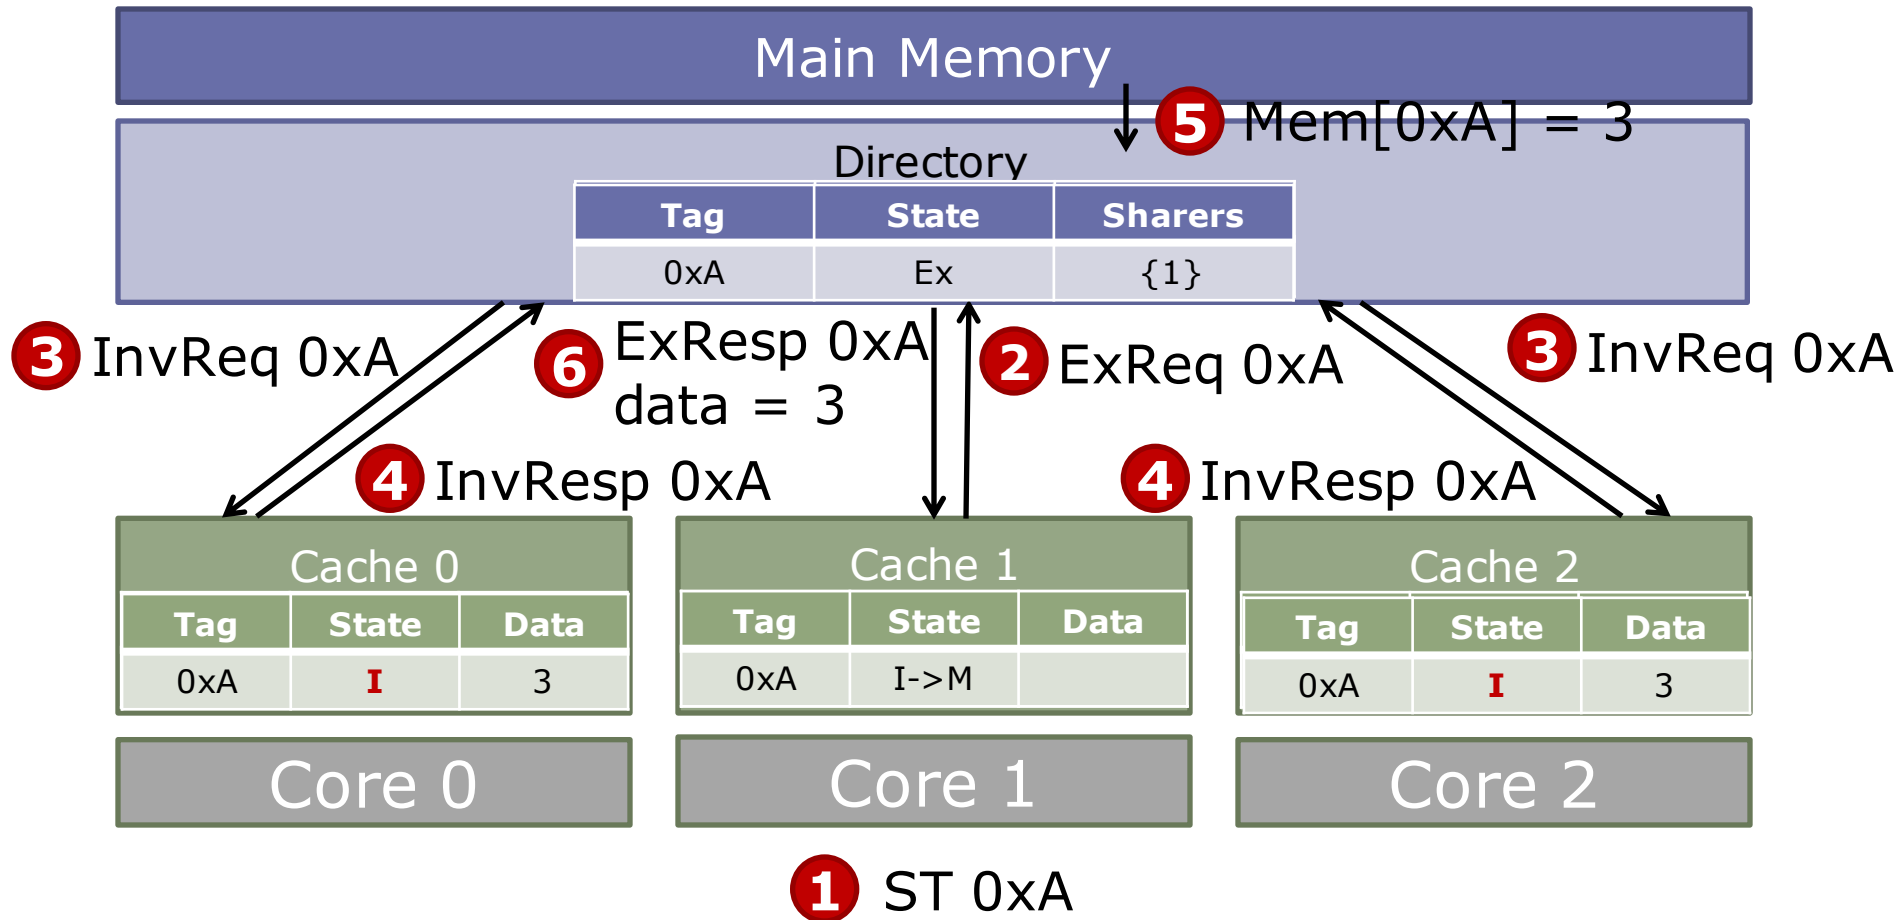 Main Memory
5 Mem[0xA] = 3
Directory
Tag State Sharers
0xA Ex {1}
3 InvReq 0xA
6 ExResp 0xA
data = 3
2 ExReq 0xA
3 InvReq 0xA
4 InvResp 0xA
4 InvResp 0xA
Cache 0
Tag State Data
0xA I 3
Cache 1
Tag State Data
0xA I->M
Cache 2
Tag State Data
0xA I 3
Core 0
Core 1
Core 2
1 ST 0xA